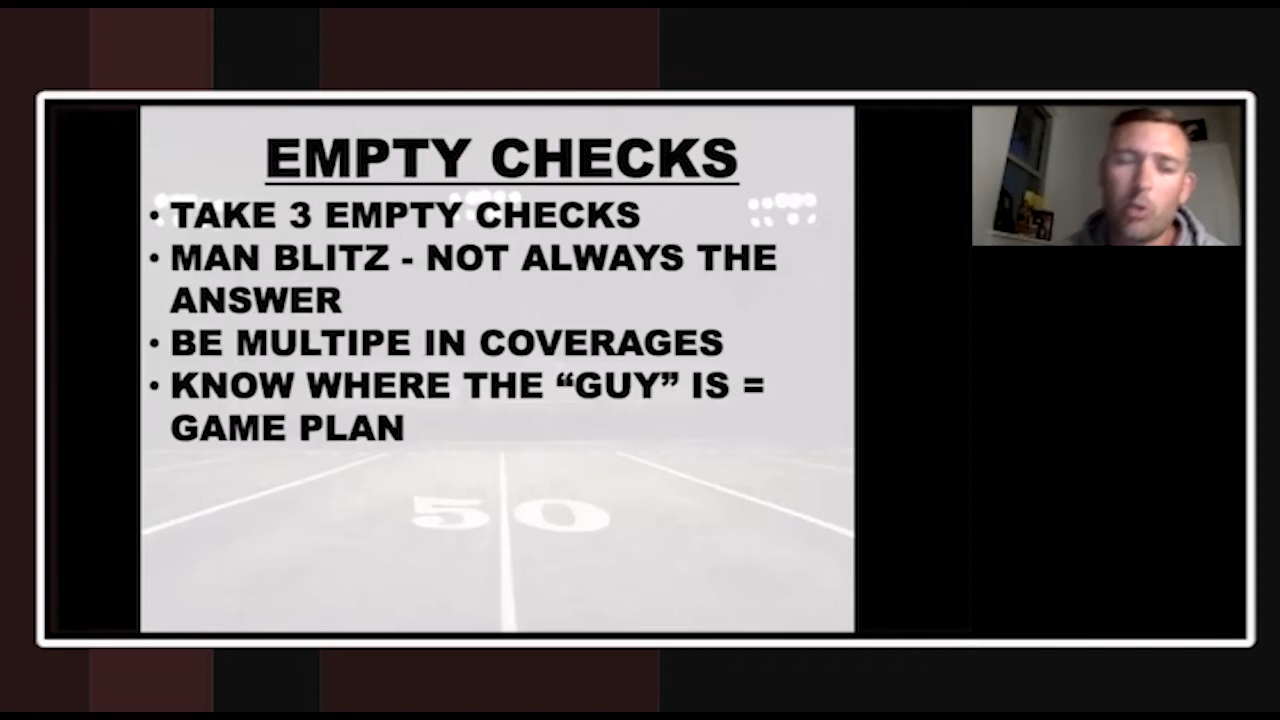 EMPTY CHECKS
• TAKE 3 EMPTY CHECKS
• MAN BLITZ - NOT ALWAYS THE
ANSWER
• BE MULTIPE IN COVERAGES
• KNOW WHERE THE “GUY” IS =
GAME PLAN
50